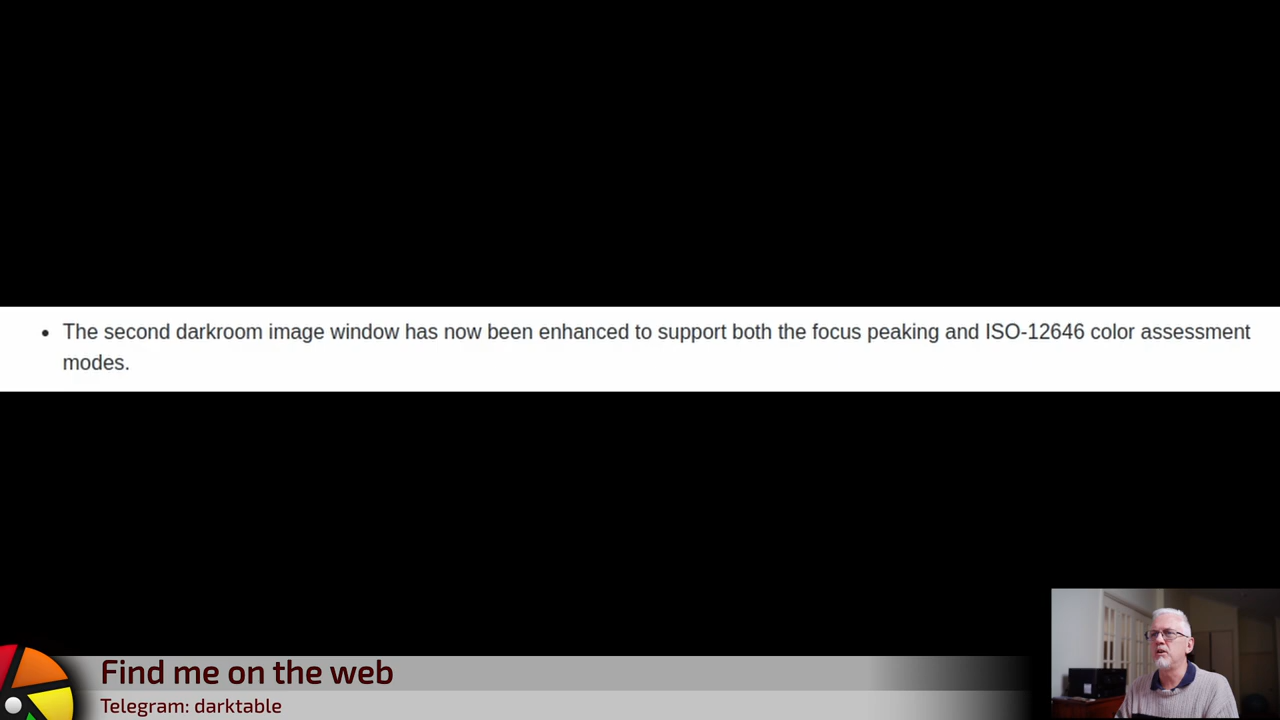 • The second darkroom image window has now been enhanced to support both the focus peaking and ISO-12646 color assessment
modes.
Find me on the web
Telegram: darktable